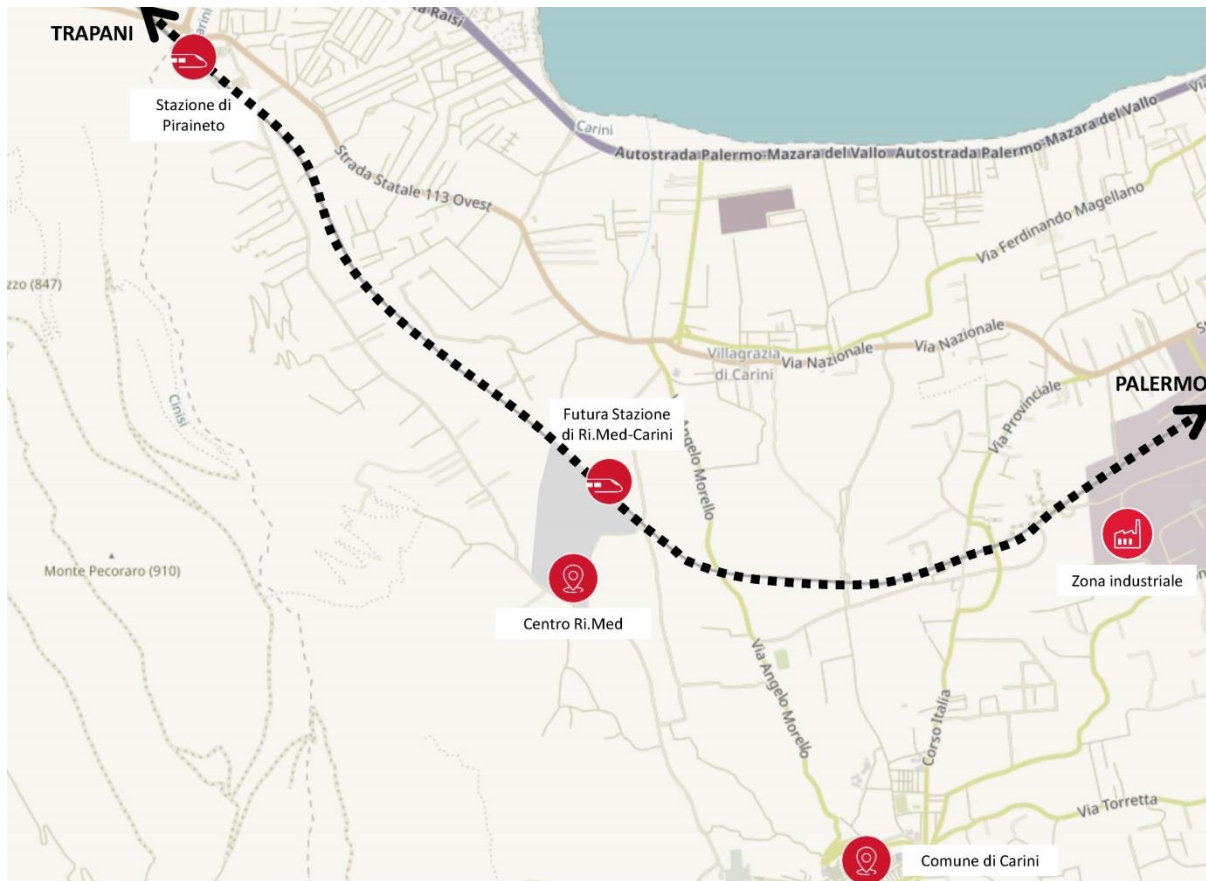 TRAPANI
Carini
a Raisi
Stazione di
Piraineto
Carini
Autostrada Palermo-Mazara del Vallo
Autostrada Palermo-Mazara del Vallo
Via
Strada Statale 113 Ovest
Via Ferdinando Magellano
zzo (847)
Villagrazia
di Carini
Via Nazionale
Via Nazionale
St
PALERMO
Via Provinciale
Cinisi
Futura Stazione
di Ri.Med-Carini
Angelo Morello
Monte Pecoraro (910)
Zona industriale
Centro Ri.Med
Via Angelo Morello
Corso Italia
Via Torretta
Comune di Carini